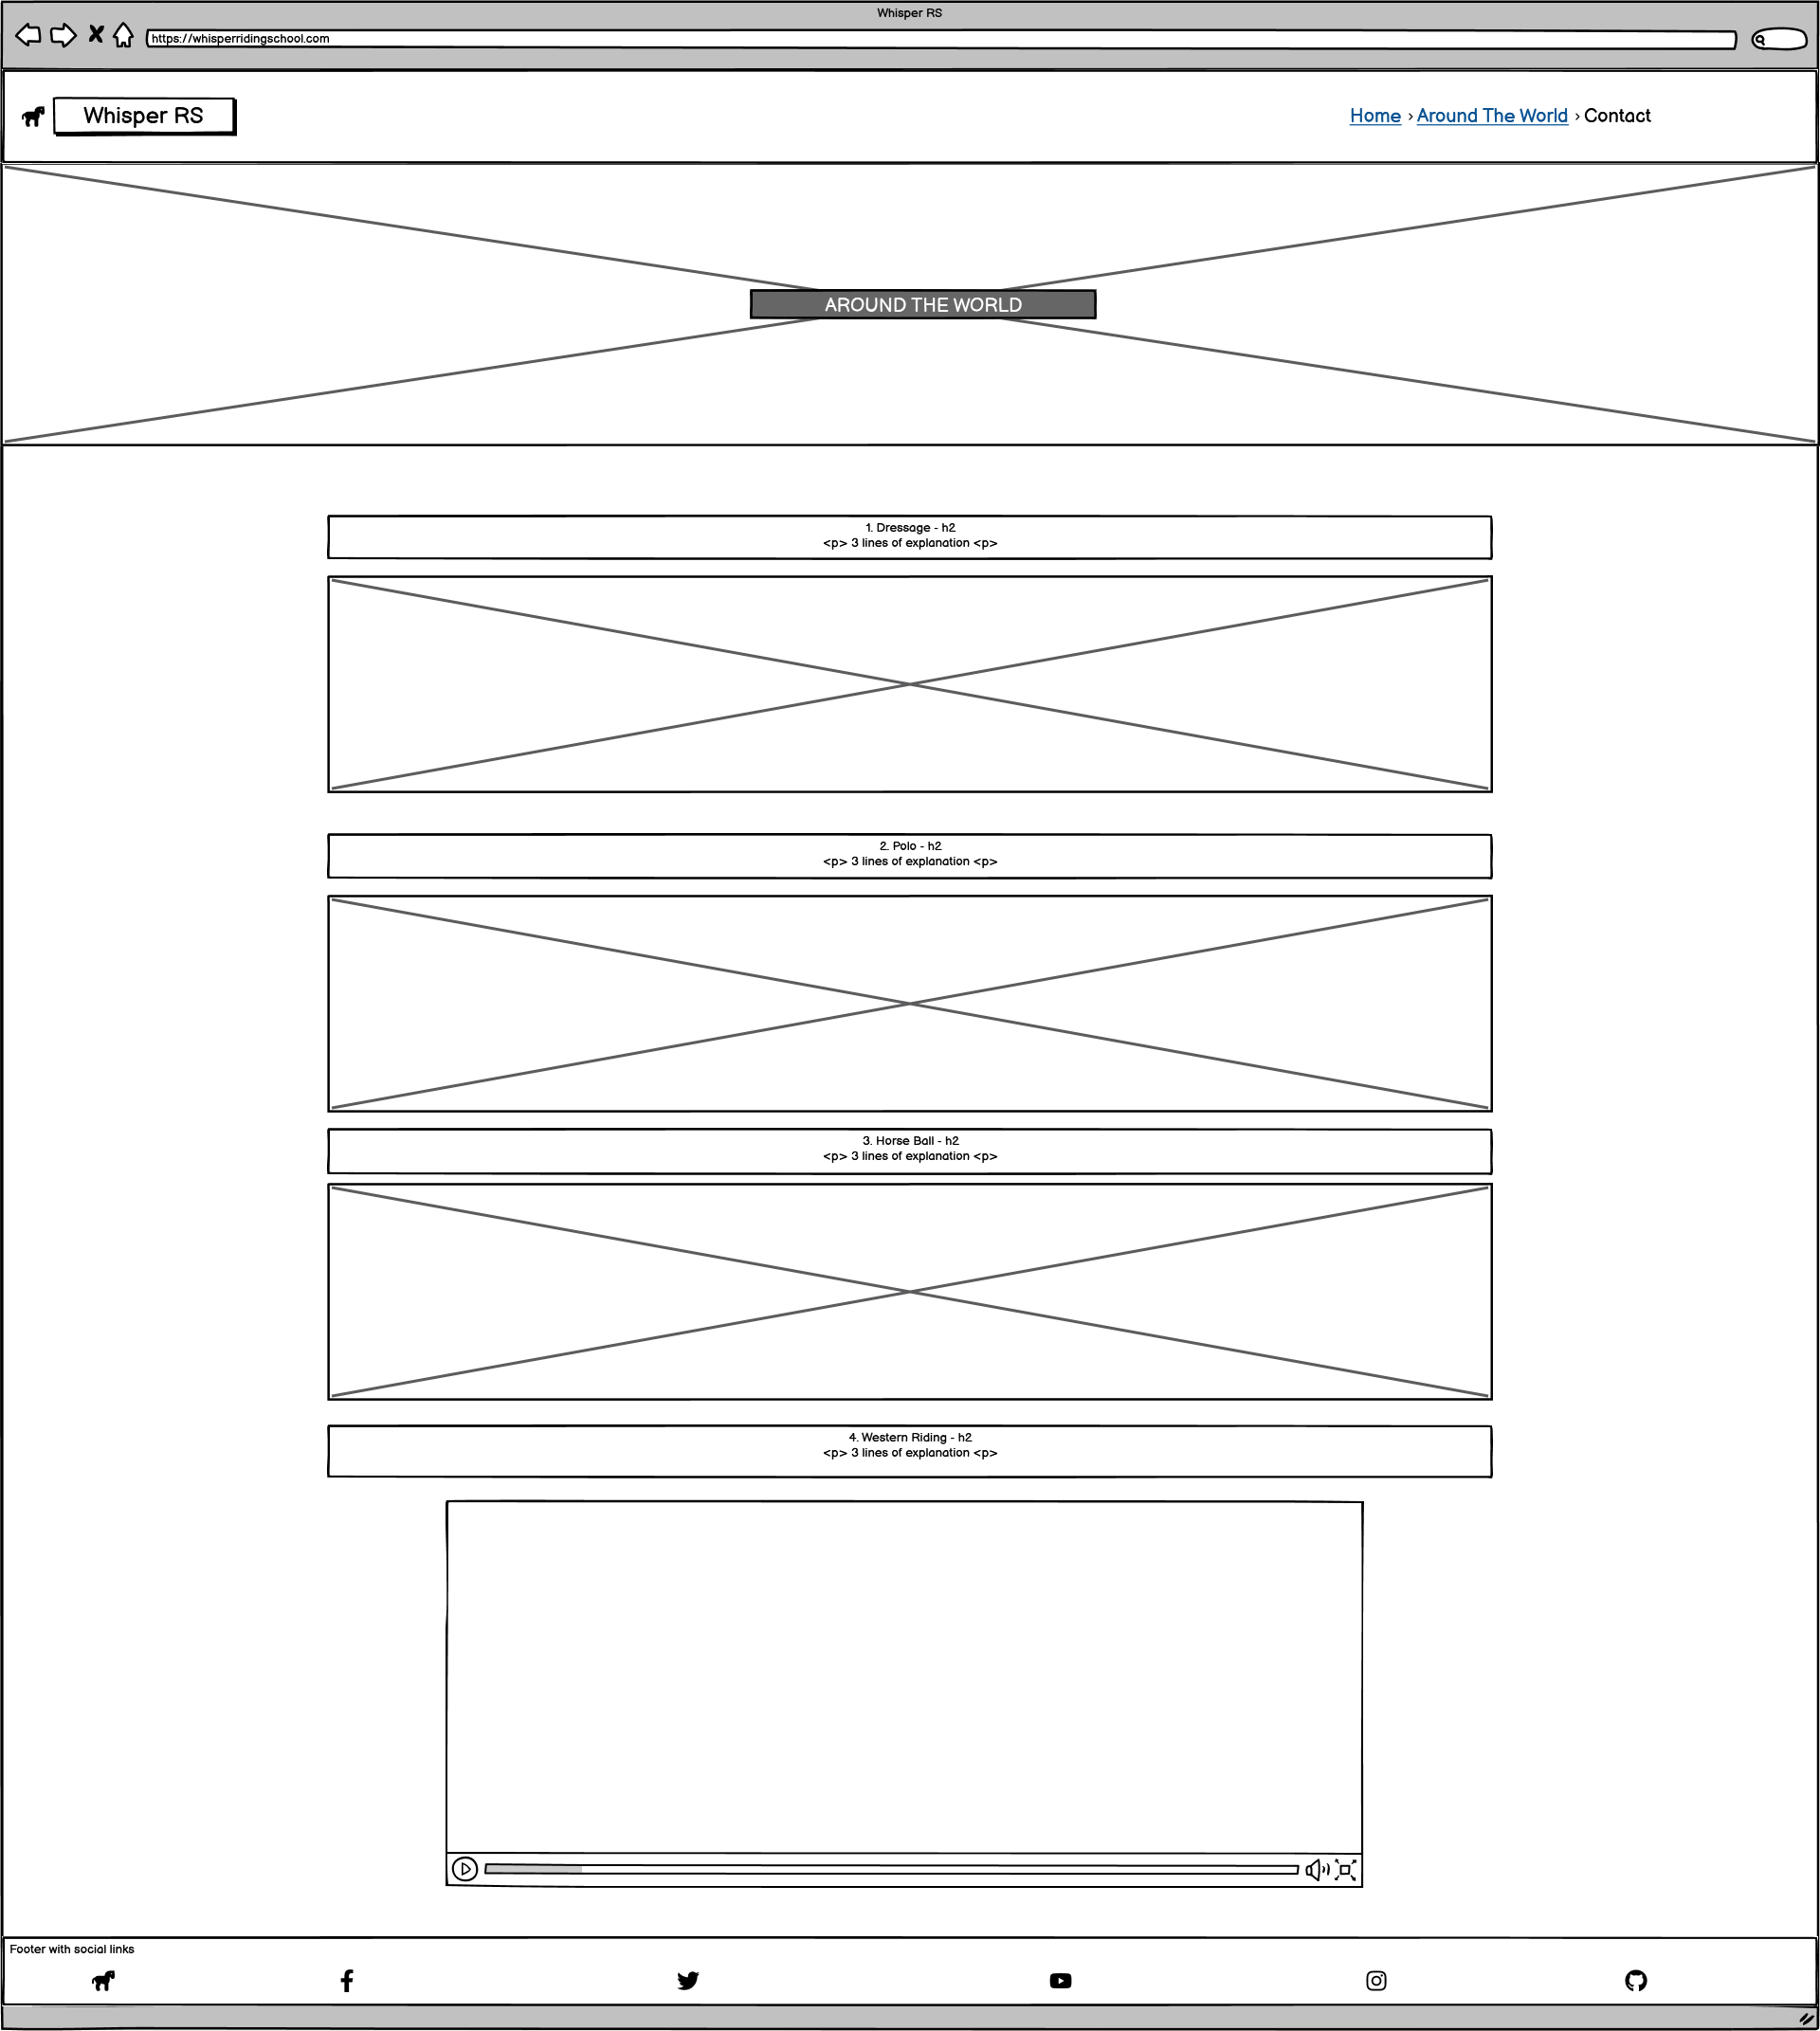 Whisper RS
https://whisperridingschool.com
Whisper RS
Home › Around The World › Contact
AROUND THE WORLD
1. Dressage - h2
<p> 3 lines of explanation <p>
2. Polo - h2
<p> 3 lines of explanation <p>
3. Horse Ball - h2
<p> 3 lines of explanation <p>
4. Western Riding - h2
<p> 3 lines of explanation <p>
Footer with social links